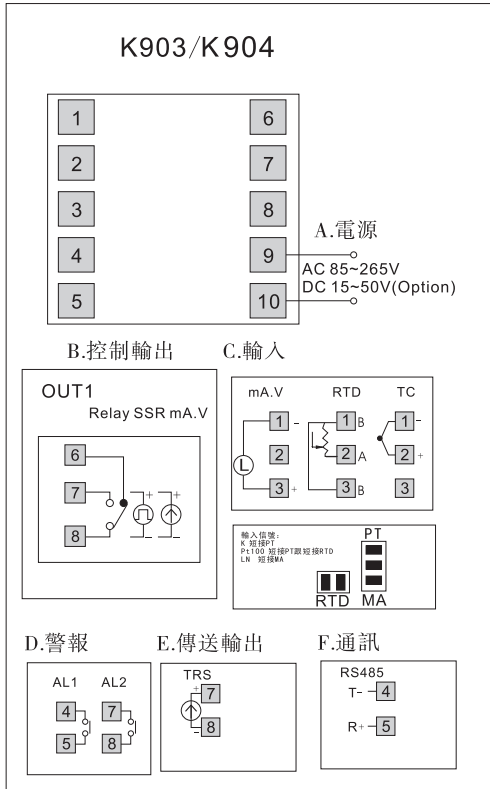 K903/K904
1
6
2
7
3
8
4
9
5
10
A.電源
AC 85~265V
DC 15~50V(Option)
B.控制輸出
C.輸入
OUT1
Relay SSR mA.V
6
7
8
+
+
-
-
mA.V
RTD
TC
1 -
2
3 +
L
1 B
2 A
3 B
1 -
2 +
3
輸入信號:
K 短接PT
Pt100 短接PT跟短接RTD
LN 短接MA
PT
RTD
MA
D.警報
E.傳送輸出
F.通訊
AL1
AL2
4
7
5
8
TRS
+ 7
- 8
RS485
T- 4
R+ 5